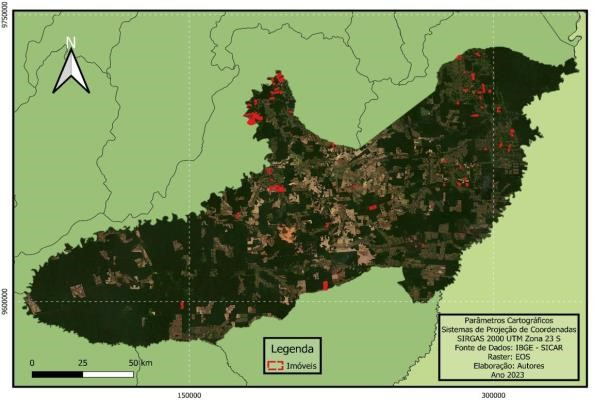 9750000
N
9600000
0 25 50 km
Legenda
Imóveis
Parâmetros Cartográficos
Sistemas de Projeção de Coordenadas
SIRGAS 2000 UTM Zona 23 S
Fonte de Dados: IBGE - SICAR
Raster: EOS
Elaboração: Autores
Ano 2023
150000 300000